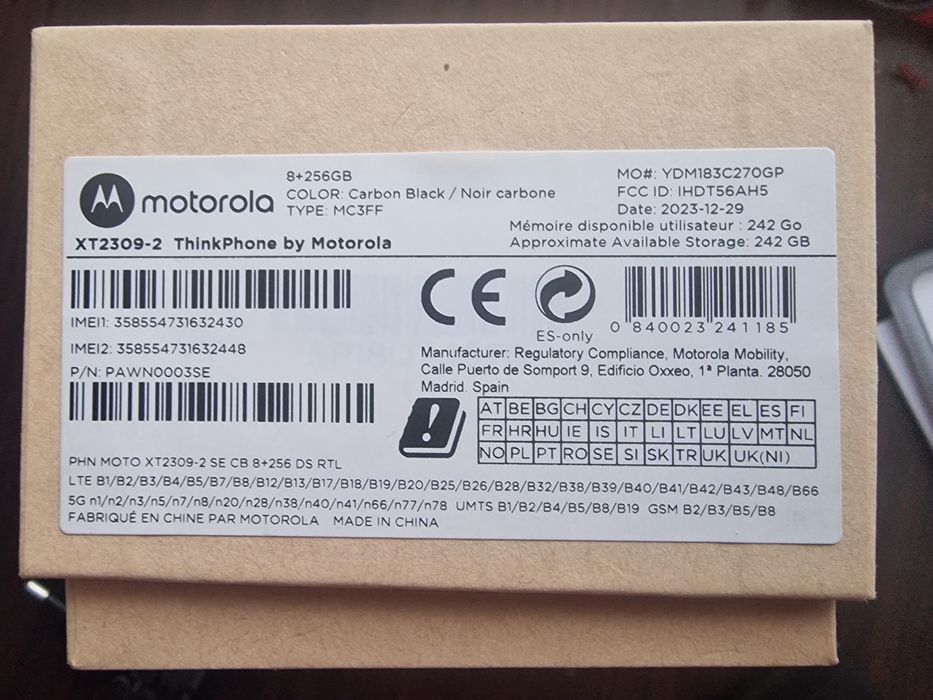 motorola
8+256GB
COLOR: Carbon Black / Noir carbone
TYPE: MC3FF
MO#: YDM183C270GP
FCC ID: IHDT56AH5
Date: 2023-12-29
Mémoire disponible utilisateur : 242 Go
Approximate Available Storage: 242 GB
XT2309-2 ThinkPhone by Motorola
IMEI1: 358554731632430
IMEI2: 358554731632448
P/N: PAWN0003SE
CE
ES-only
0 840023 241185
Manufacturer: Regulatory Compliance, Motorola Mobility,
Calle Puerto de Somport 9, Edificio Oxxeo, 1ª Planta. 28050
Madrid. Spain
AT BE BG CH CY CZ DE DK EE EL ES FI
FR HR HU IE IS IT LI LT LU LV MT NL
NO PL PT RO SE SI SK TR UK UK(NI)
PHN MOTO XT2309-2 SE CB 8+256 DS RTL
LTE B1/B2/B3/B4/B5/B7/B8/B12/B13/B17/B18/B19/B20/B25/B26/B28/B32/B38/B39/B40/B41/B42/B43/B48/B66
5G n1/n2/n3/n5/n7/n8/n20/n28/n38/n40/n41/n66/n77/n78 UMTS B1/B2/B4/B5/B8/B19 GSM B2/B3/B5/B8
FABRIQUÉ EN CHINE PAR MOTOROLA MADE IN CHINA